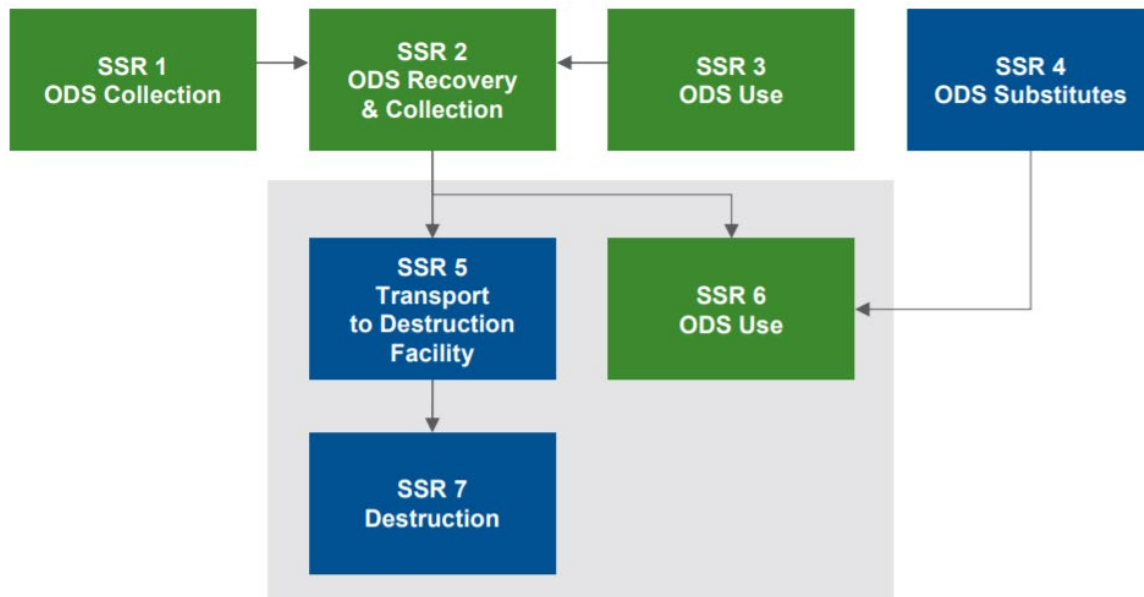 SSR 1
ODS Collection
SSR 2
ODS Recovery
& Collection
SSR 3
ODS Use
SSR 4
ODS Substitutes
SSR 5
Transport
to Destruction
Facility
SSR 6
ODS Use
SSR 7
Destruction